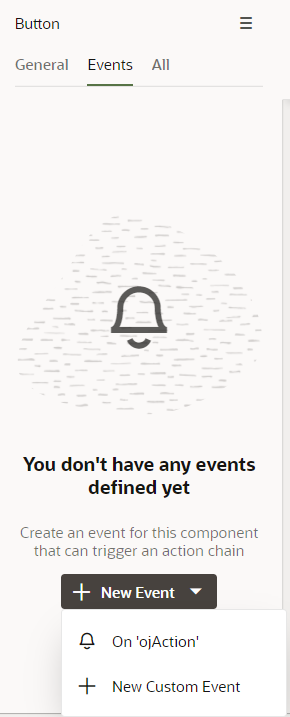 Button
General Events All
You don't have any events
defined yet
Create an event for this component
that can trigger an action chain
New Event
On 'ojAction'
New Custom Event